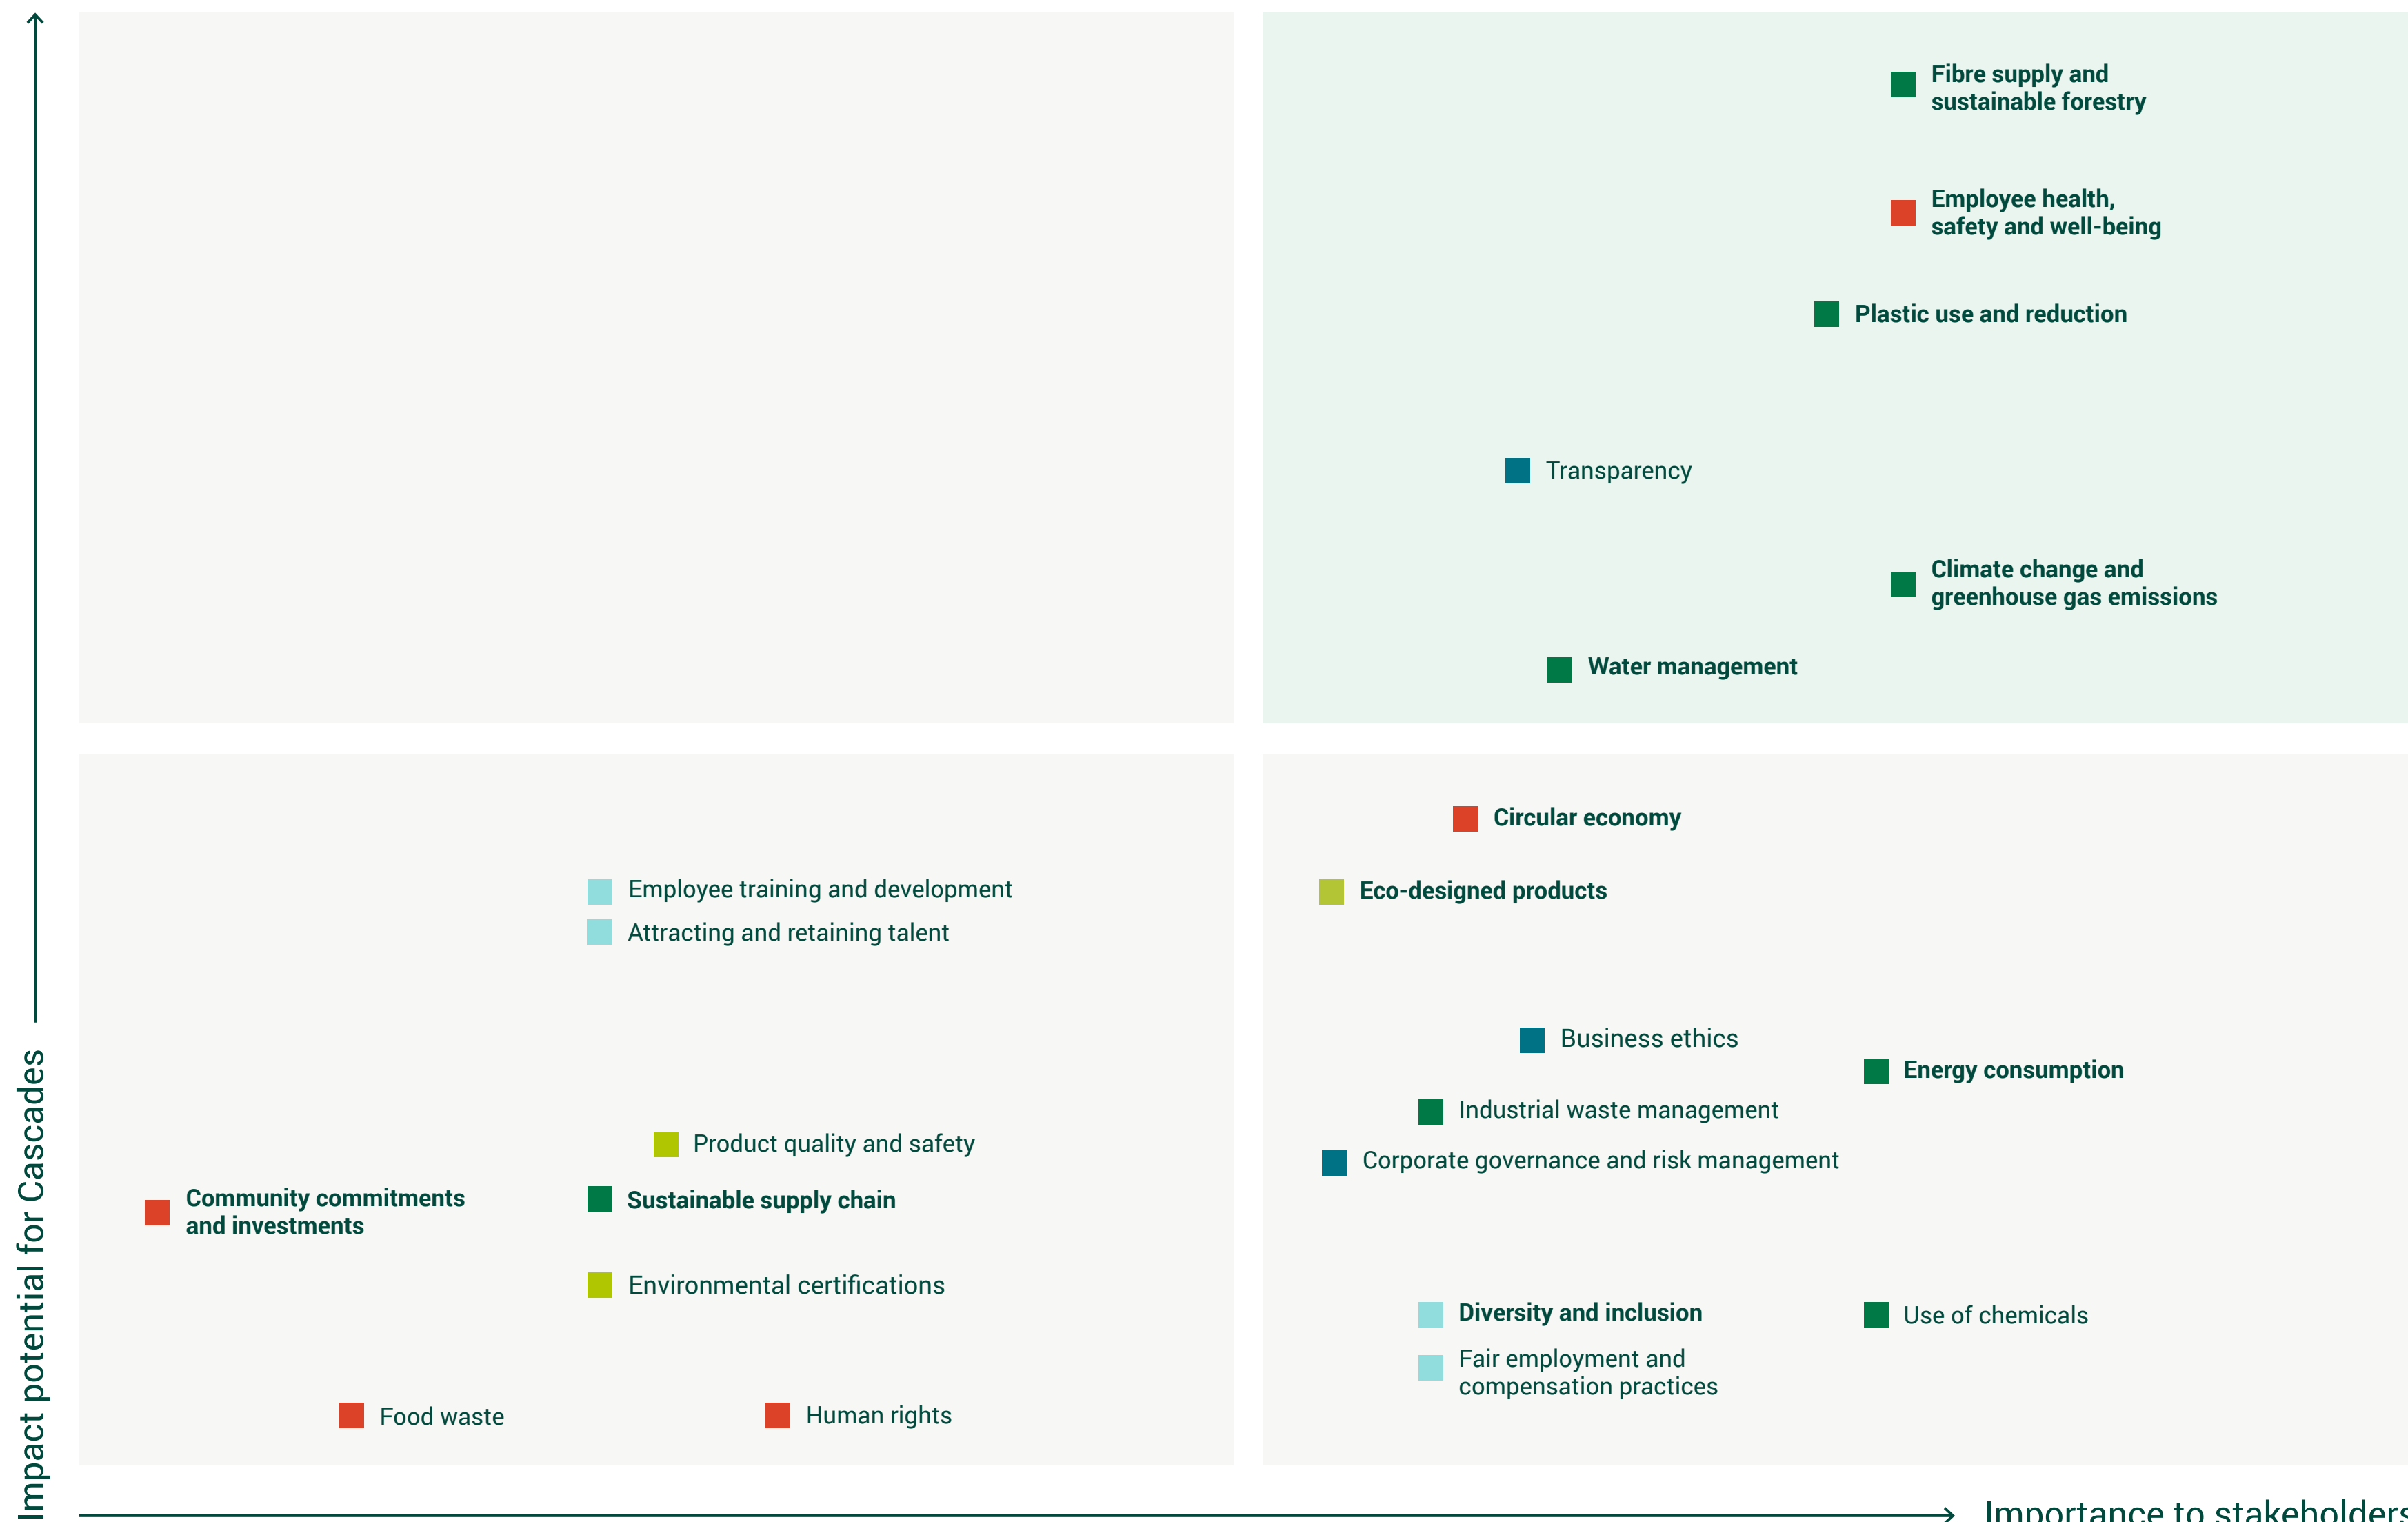 Fibre supply and
sustainable forestry
Employee health,
safety and well-being
Plastic use and reduction
Transparency
Climate change and
greenhouse gas emissions
Water management
Circular economy
Employee training and development
Eco-designed products
Attracting and retaining talent
Business ethics
Energy consumption
Industrial waste management
Product quality and safety
Corporate governance and risk management
Community commitments
and investments
Sustainable supply chain
Environmental certifications
Diversity and inclusion
Use of chemicals
Fair employment and
compensation practices
Food waste
Human rights
Impact potential for Cascades
Importance to stakeholders